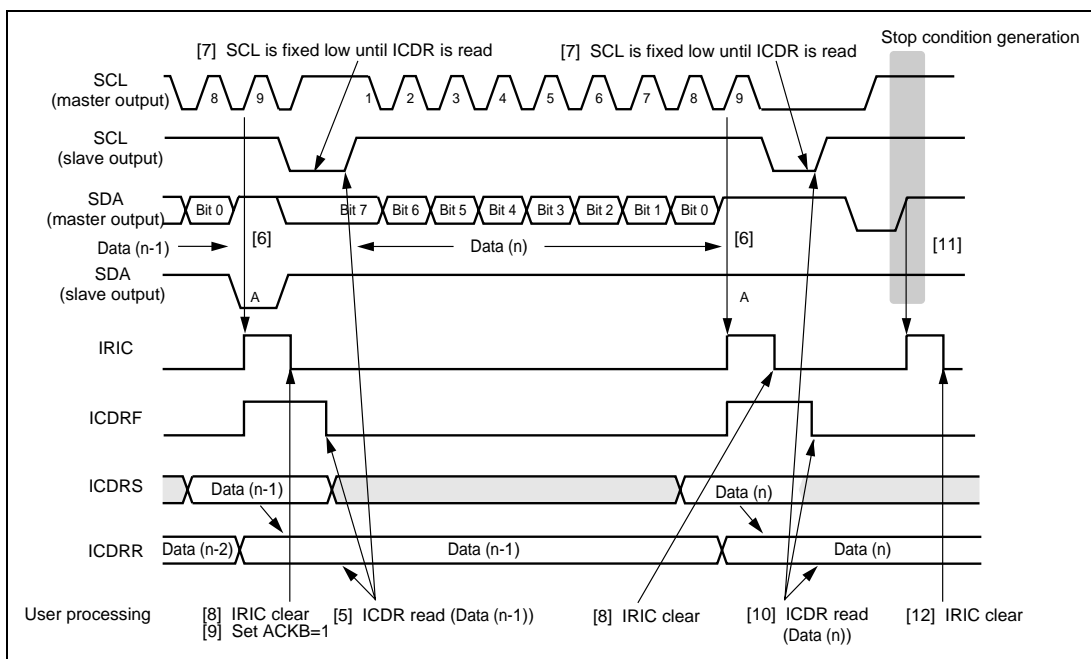 [7] SCL is fixed low until ICDR is read
[7] SCL is fixed low until ICDR is read
Stop condition generation
SCL
(master output)
8
9
1
2
3
4
5
6
7
8
9
SCL
(slave output)
SDA
(master output)
Bit 0
Bit 7
Bit 6
Bit 5
Bit 4
Bit 3
Bit 2
Bit 1
Bit 0
Data (n-1)
[6]
Data (n)
[6]
[11]
SDA
(slave output)
A
A
IRIC
ICDRF
ICDRS
Data (n-1)
Data (n)
ICDRR
Data (n-2)
Data (n-1)
Data (n)
User processing
[8] IRIC clear
[9] Set ACKB=1
[5] ICDR read (Data (n-1))
[8] IRIC clear
[10] ICDR read
(Data (n))
[12] IRIC clear